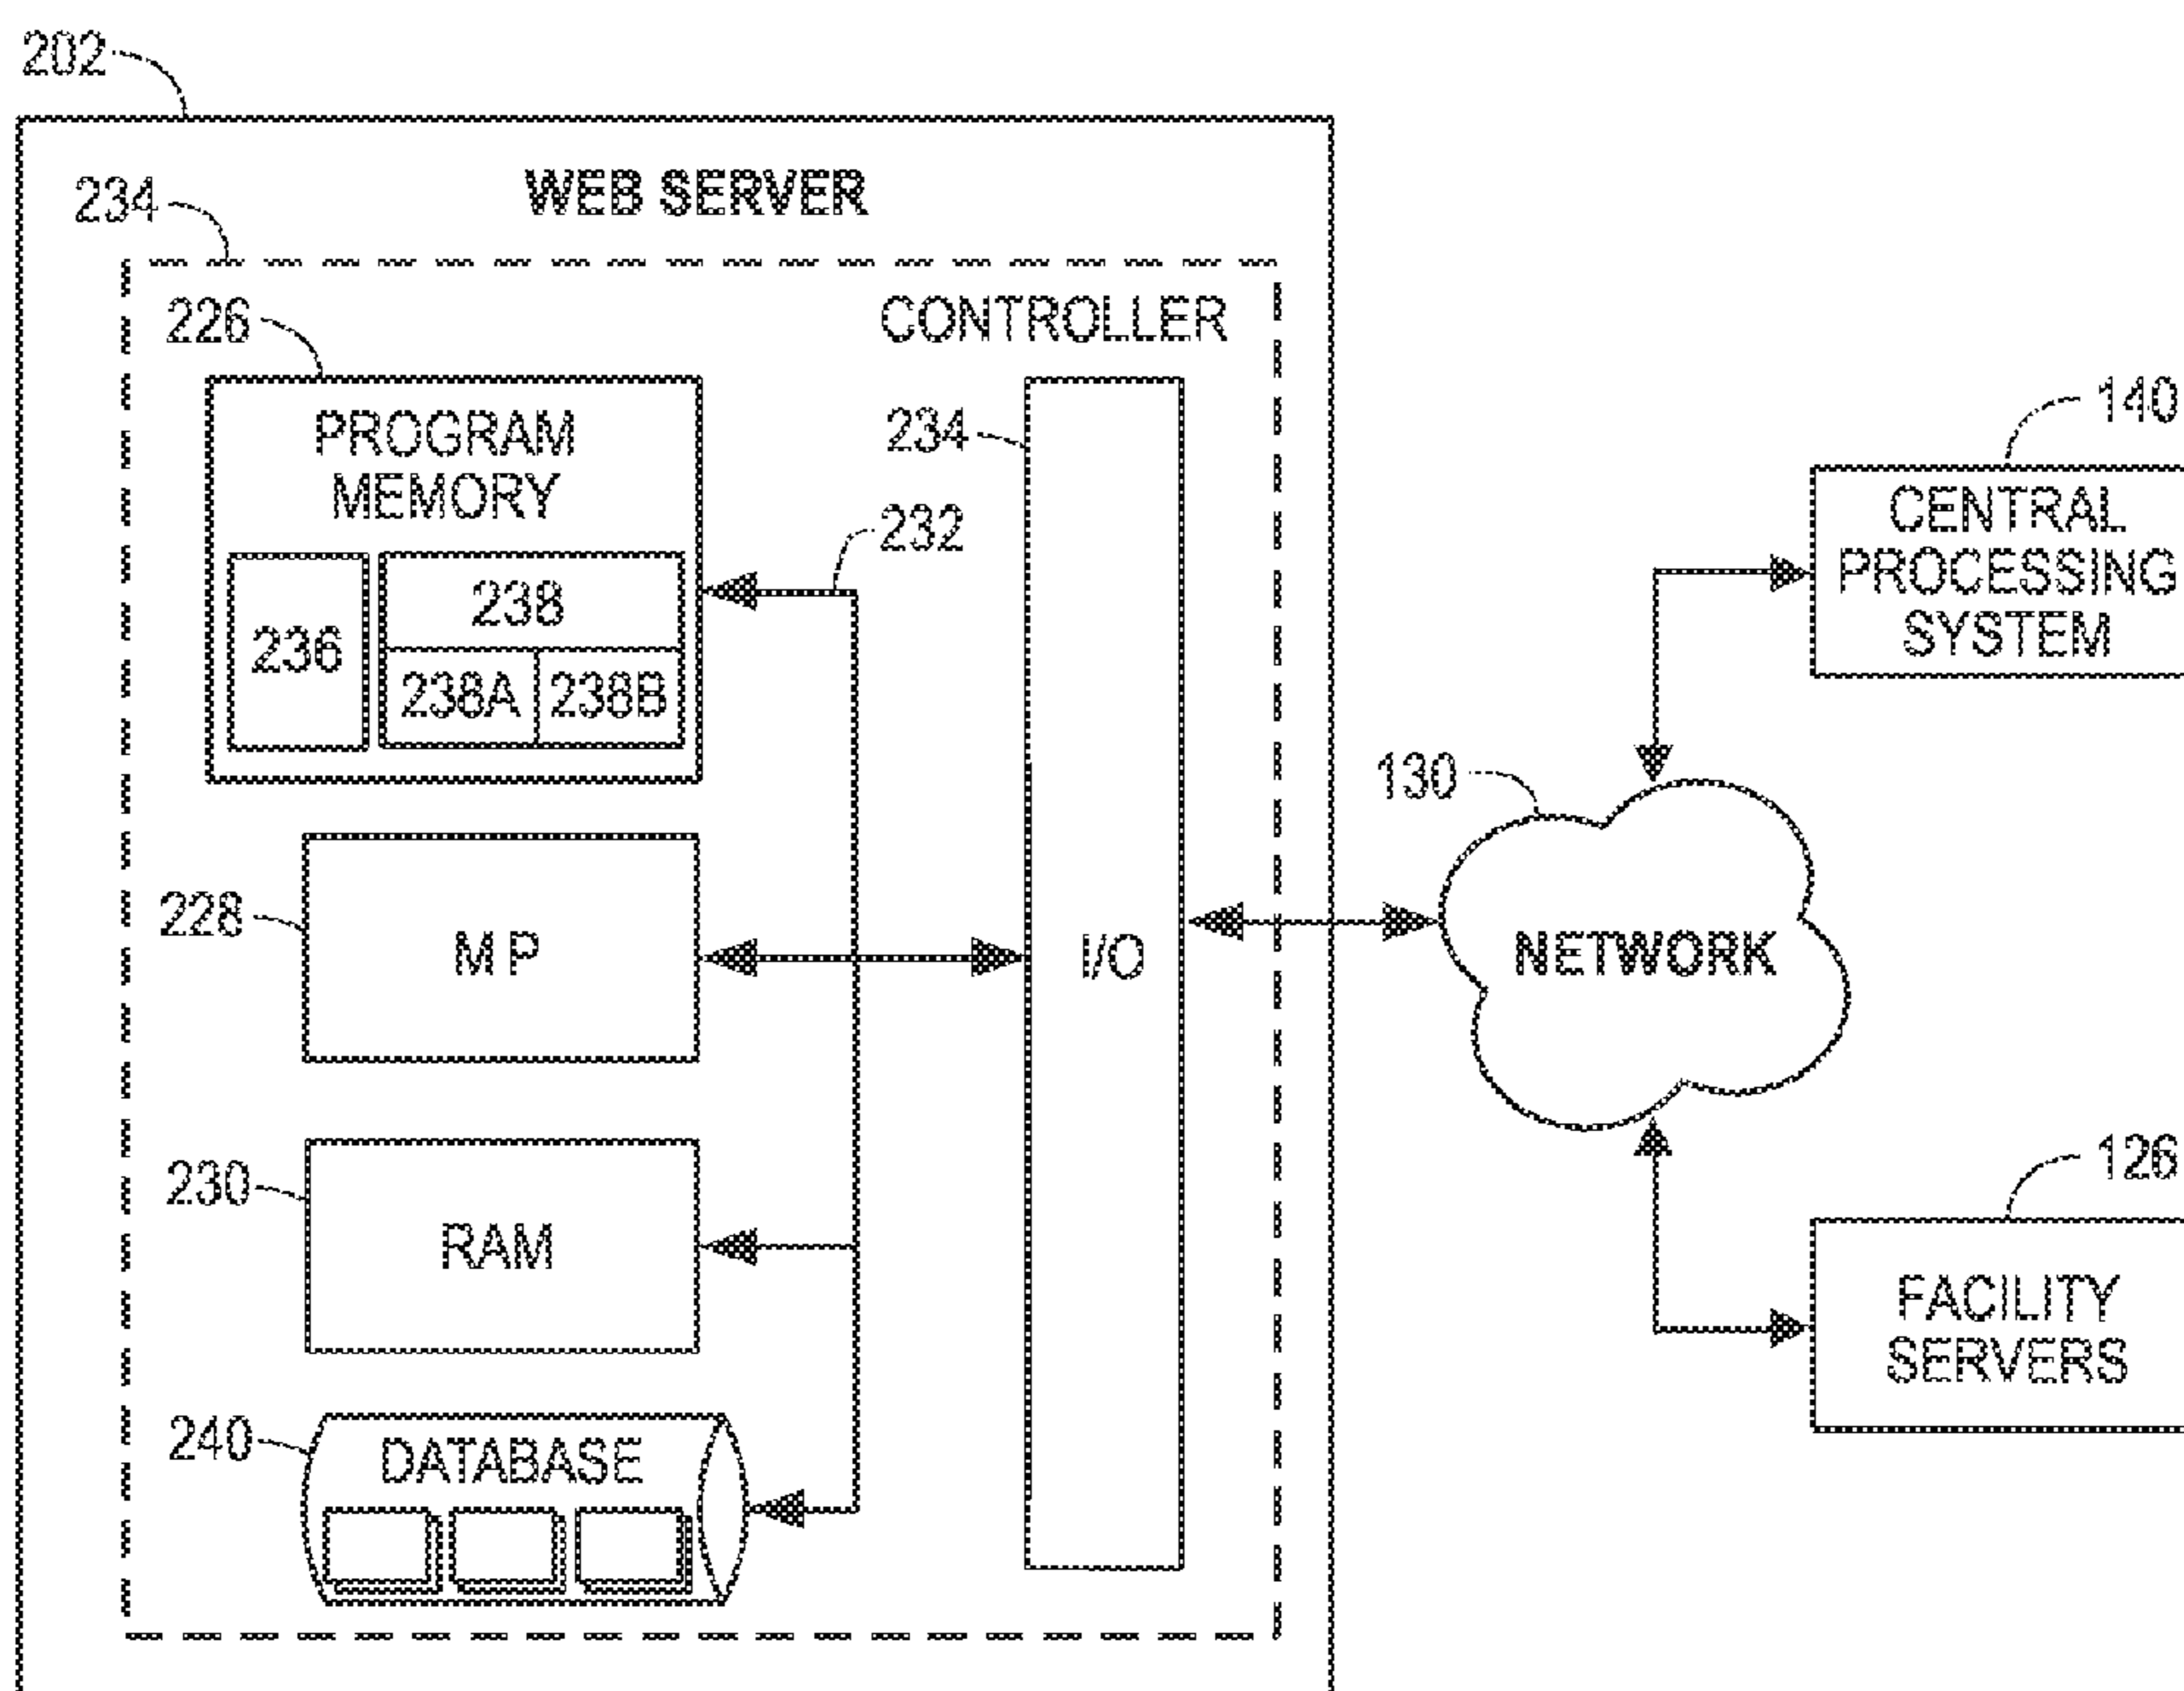 202
WEB SERVER
234
CONTROLLER
226
PROGRAM
MEMORY
234
232
236
238
238A
238B
228
M P
I/O
230
RAM
240
DATABASE
140
CENTRAL
PROCESSING
SYSTEM
130
NETWORK
126
FACILITY
SERVERS